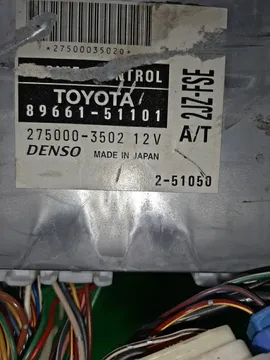 *27500035020*
CONTROL
TOYOTA
89661-51101
275000-3502 12V
DENSO MADE IN JAPAN
2JZ-FSE
A/T
2-51050